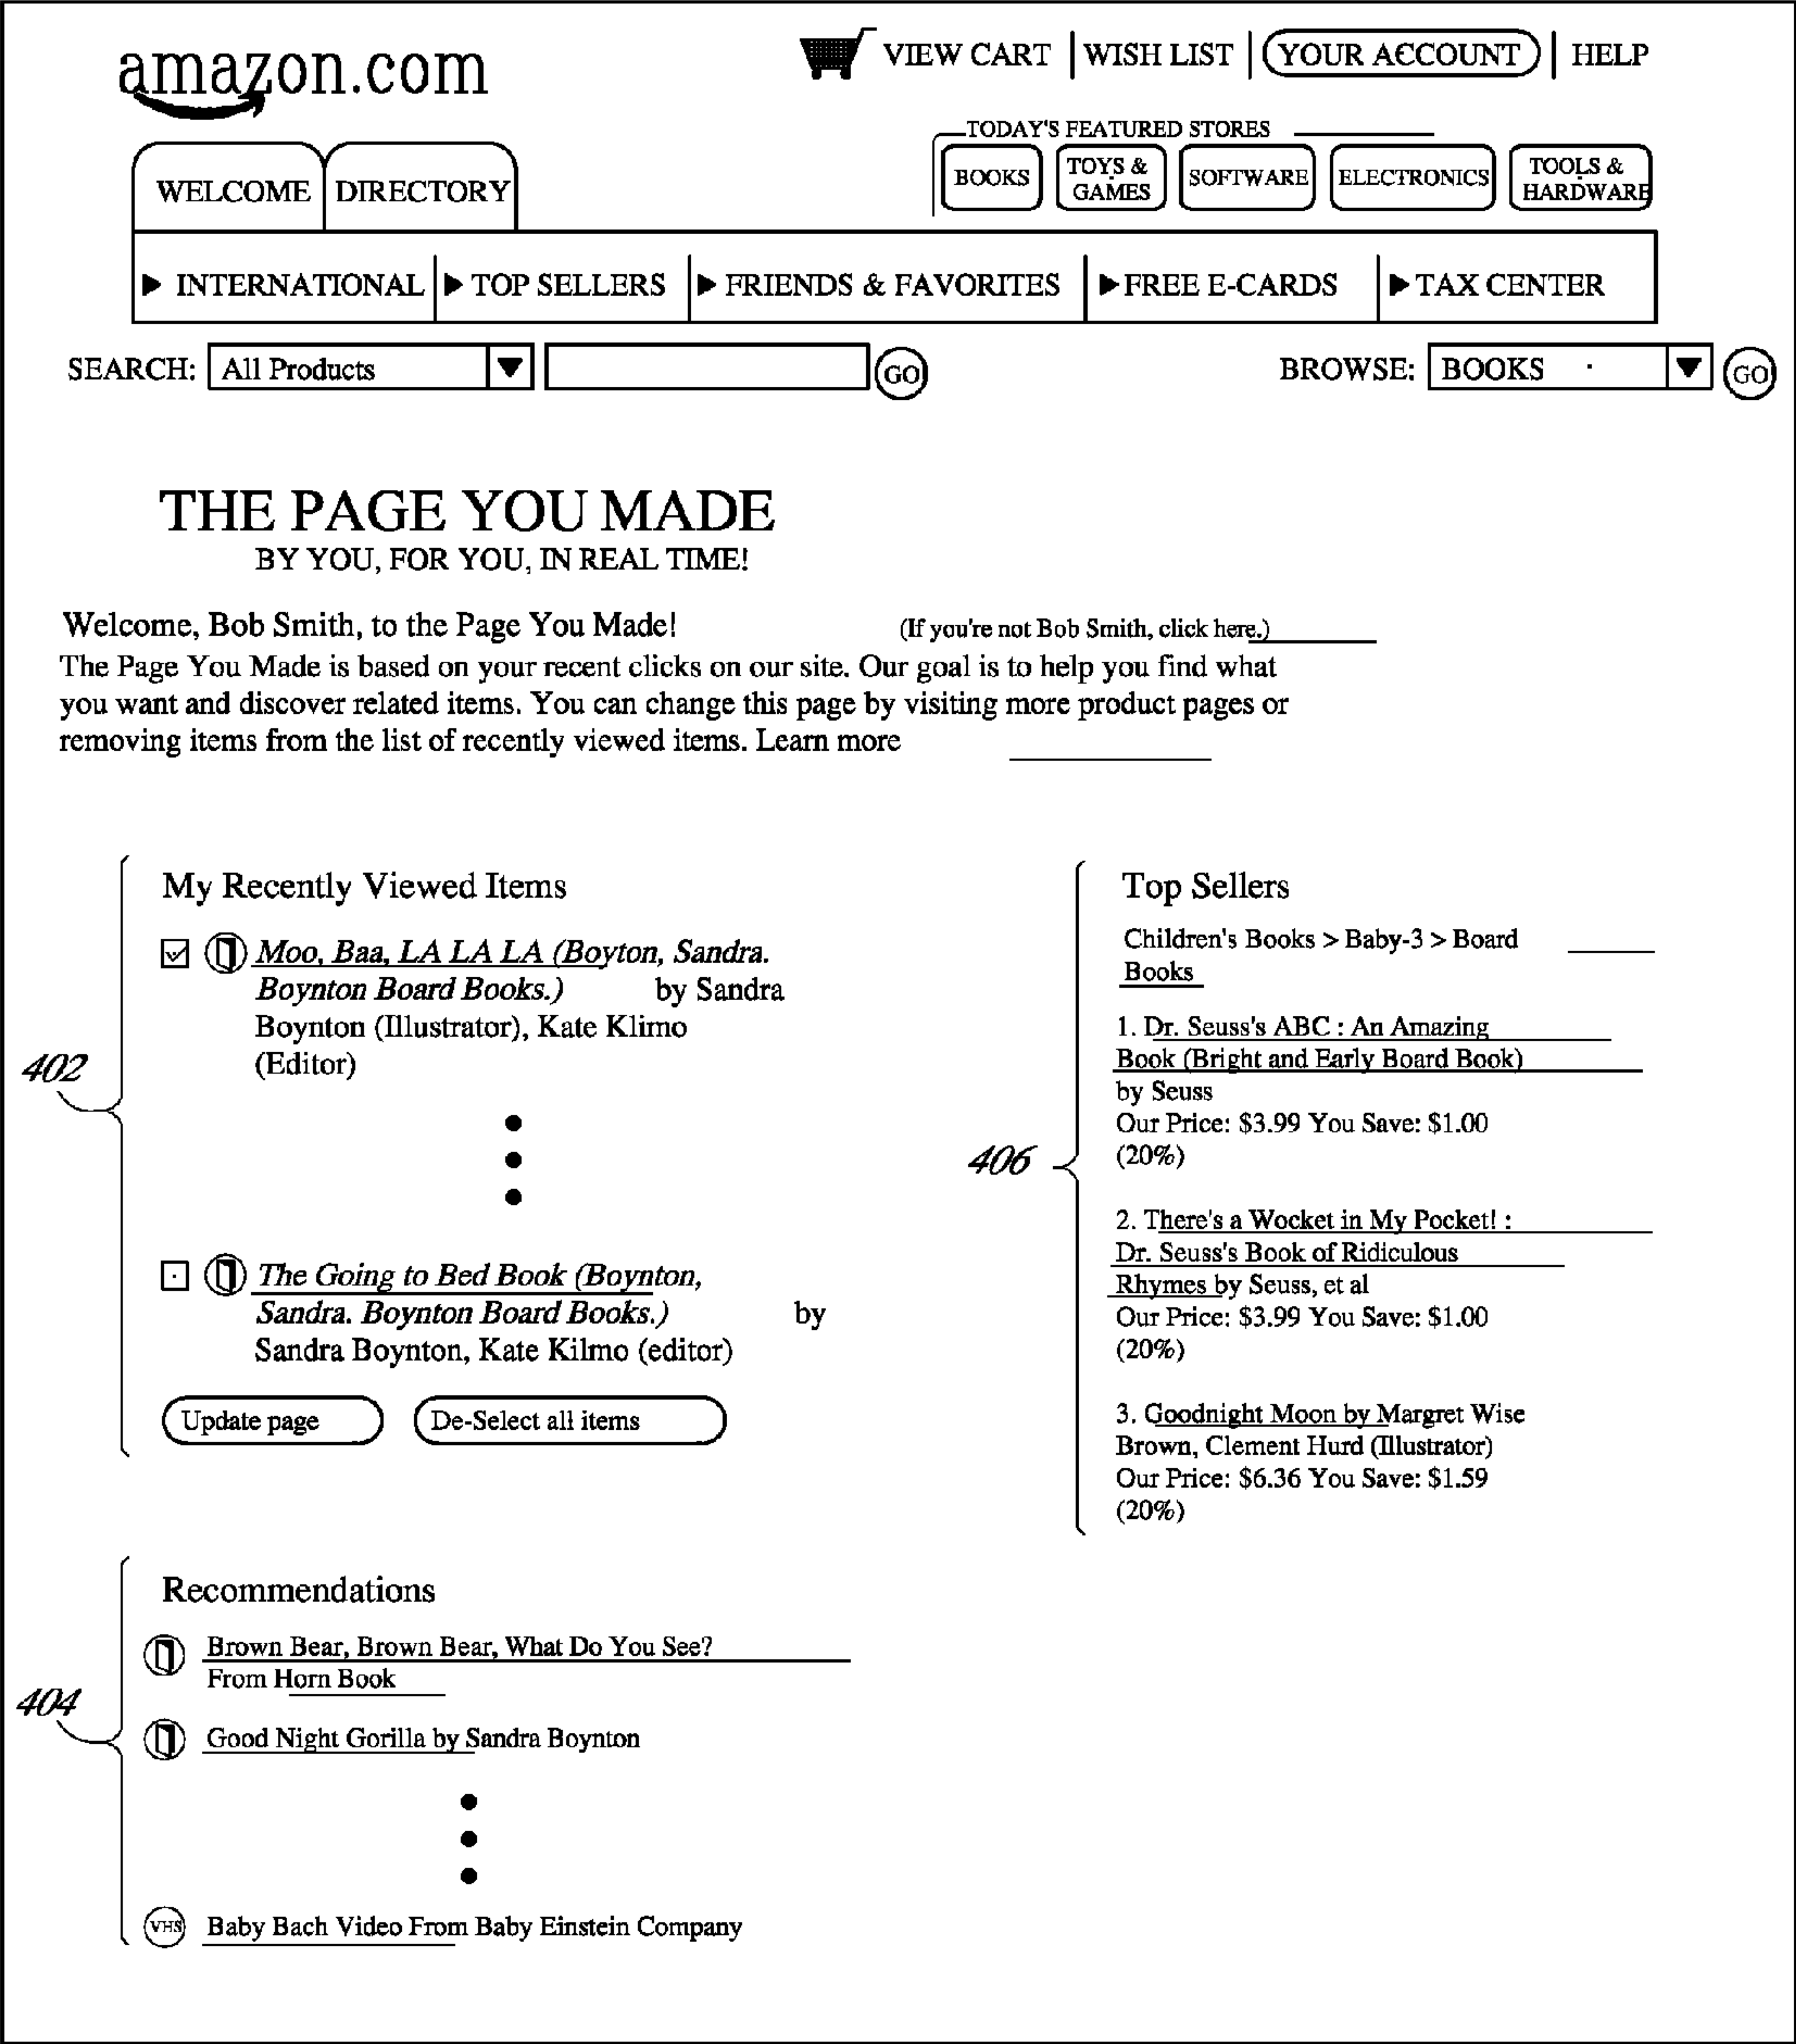 amazon.com
VIEW CART | WISH LIST | YOUR ACCOUNT | HELP
TODAY'S FEATURED STORES
BOOKS
TOYS &
GAMES
SOFTWARE
ELECTRONICS
TOOLS &
HARDWARE
WELCOME
DIRECTORY
INTERNATIONAL
TOP SELLERS
FRIENDS & FAVORITES
FREE E-CARDS
TAX CENTER
SEARCH: All Products GO
BROWSE: BOOKS GO
THE PAGE YOU MADE
BY YOU, FOR YOU, IN REAL TIME!
Welcome, Bob Smith, to the Page You Made!
(If you're not Bob Smith, click here.)
The Page You Made is based on your recent clicks on our site. Our goal is to help you find what
you want and discover related items. You can change this page by visiting more product pages or
removing items from the list of recently viewed items. Learn more
402
My Recently Viewed Items
Moo, Baa, LA LA LA (Boyton, Sandra.
Boynton Board Books.) by Sandra
Boynton (Illustrator), Kate Klimo
(Editor)
The Going to Bed Book (Boynton,
Sandra. Boynton Board Books.) by
Sandra Boynton, Kate Kilmo (editor)
Update page
De-Select all items
406
Top Sellers
Children's Books > Baby-3 > Board
Books
1. Dr. Seuss's ABC : An Amazing
Book (Bright and Early Board Book)
by Seuss
Our Price: $3.99 You Save: $1.00
(20%)
2. There's a Wocket in My Pocket! :
Dr. Seuss's Book of Ridiculous
Rhymes by Seuss, et al
Our Price: $3.99 You Save: $1.00
(20%)
3. Goodnight Moon by Margret Wise
Brown, Clement Hurd (Illustrator)
Our Price: $6.36 You Save: $1.59
(20%)
404
Recommendations
Brown Bear, Brown Bear, What Do You See?
From Horn Book
Good Night Gorilla by Sandra Boynton
VHS Baby Bach Video From Baby Einstein Company